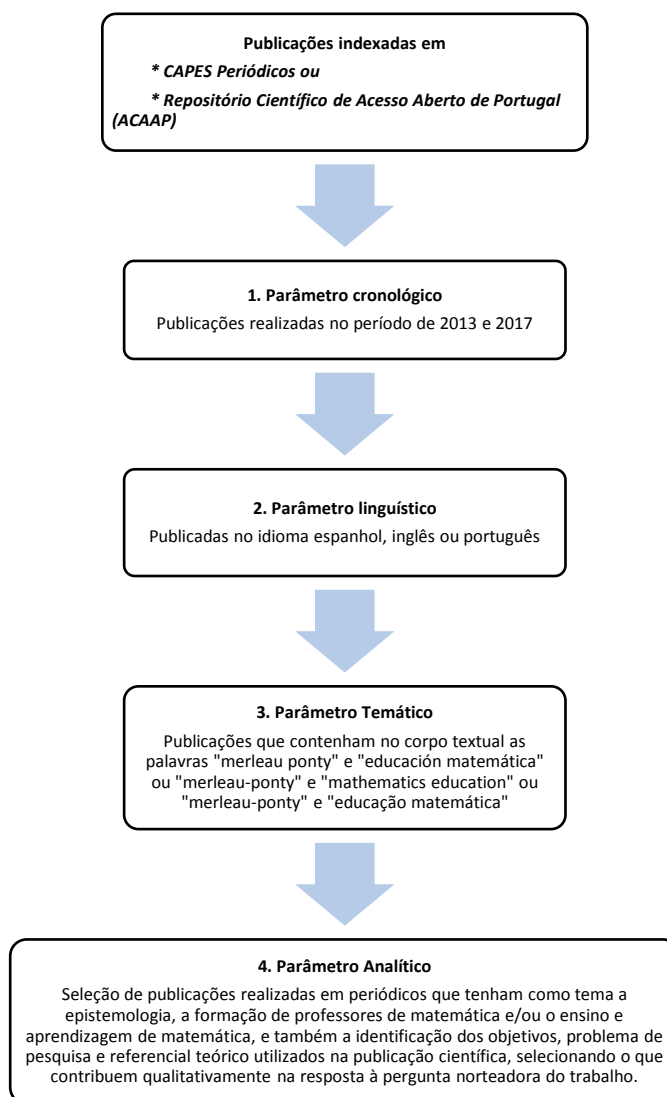 Publicações indexadas em
* CAPES Periódicos ou
* Repositório Científico de Acesso Aberto de Portugal
(ACAAP)
1. Parâmetro cronológico
Publicações realizadas no período de 2013 e 2017
2. Parâmetro linguístico
Publicadas no idioma espanhol, inglês ou português
3. Parâmetro Temático
Publicações que contenham no corpo textual as
palavras "merleau ponty" e "educación matemática"
ou "merleau-ponty" e "mathematics education" ou
"merleau-ponty" e "educação matemática"
4. Parâmetro Analítico
Seleção de publicações realizadas em periódicos que tenham como tema a
epistemologia, a formação de professores de matemática e/ou o ensino e
aprendizagem de matemática, e também a identificação dos objetivos, problema de
pesquisa e referencial teórico utilizados na publicação científica, selecionando o que
contribuem qualitativamente na resposta à pergunta norteadora do trabalho.